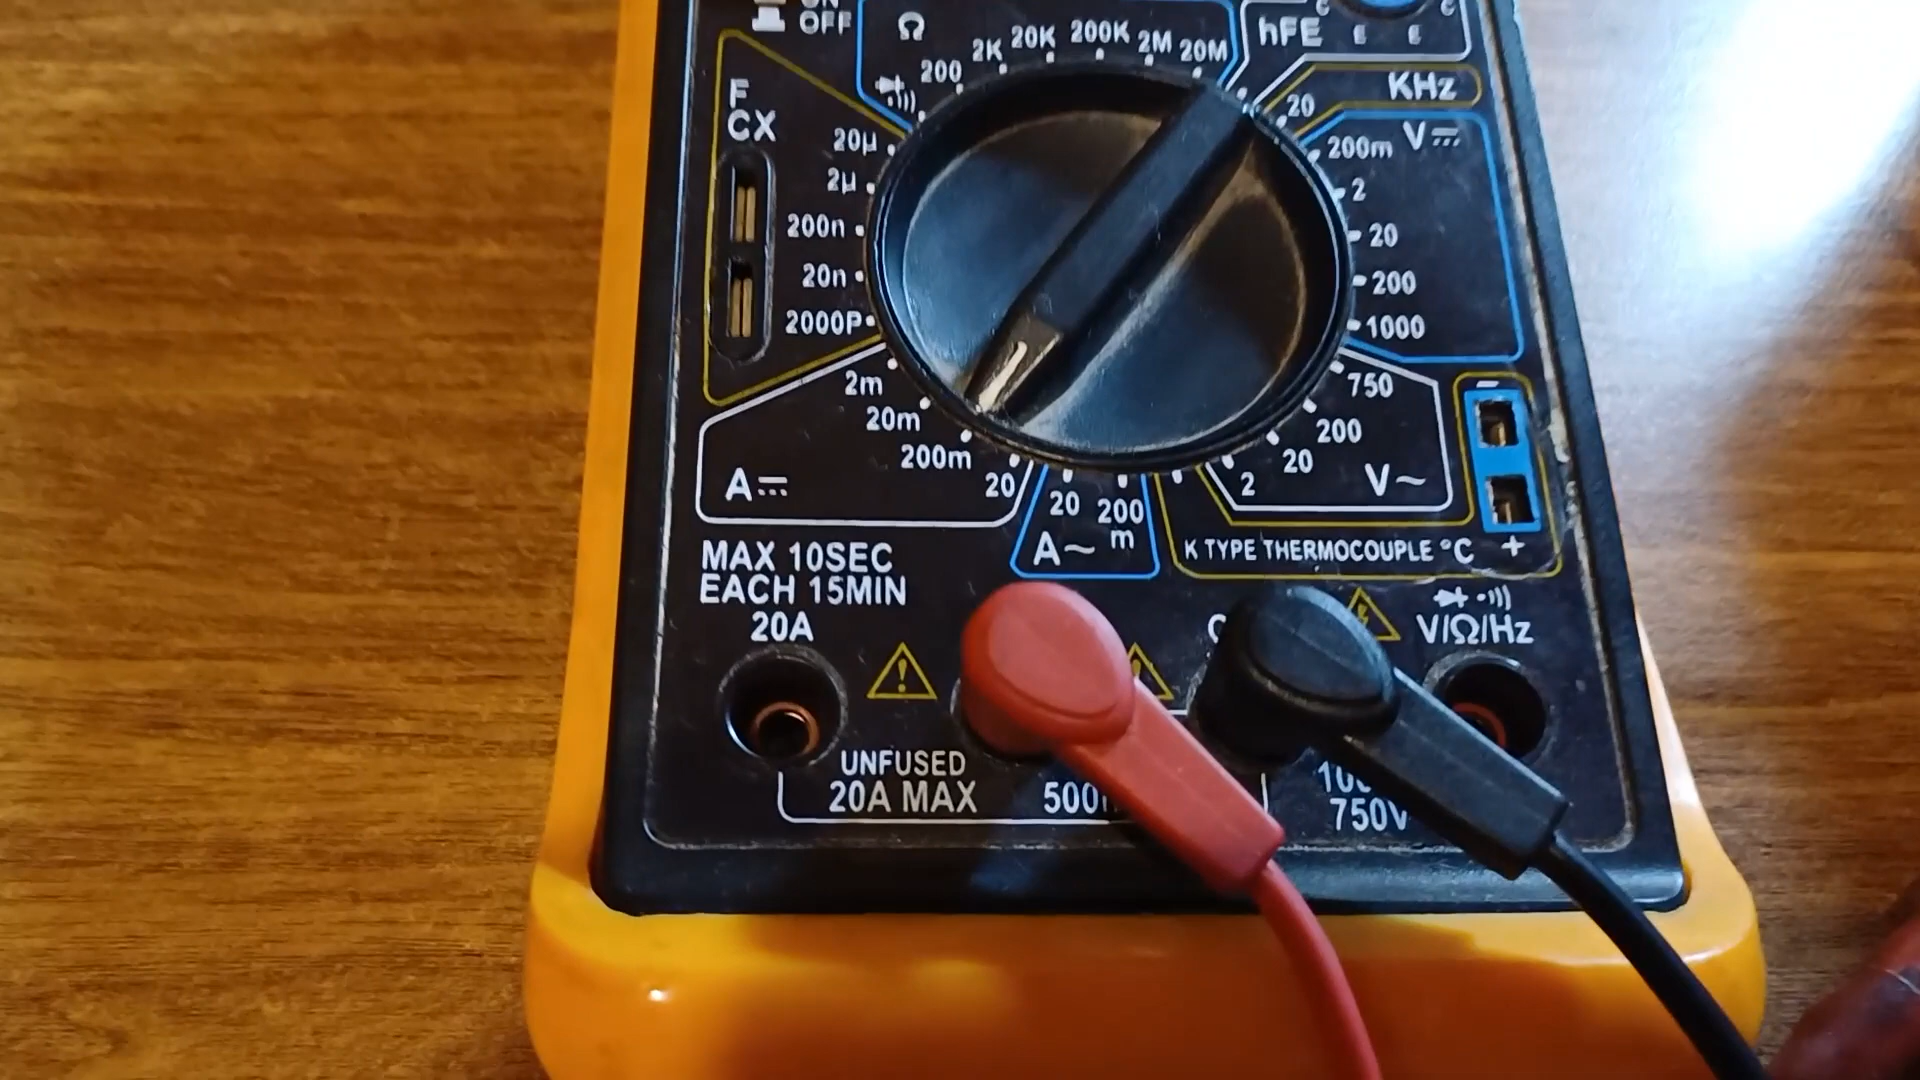 OFF
Ω
2K 20K 200K 2M 20M
hFE
E E
200
KHz
20
F
CX
20µ
200m V
2µ
2
200n
20
20n
200
2000P
1000
2m
750
20m
200
200m
20
A
20
20 200
m
A~
2
V~
MAX 10SEC
EACH 15MIN
20A
K TYPE THERMOCOUPLE °C
+
V/Ω/Hz
UNFUSED
20A MAX
750V